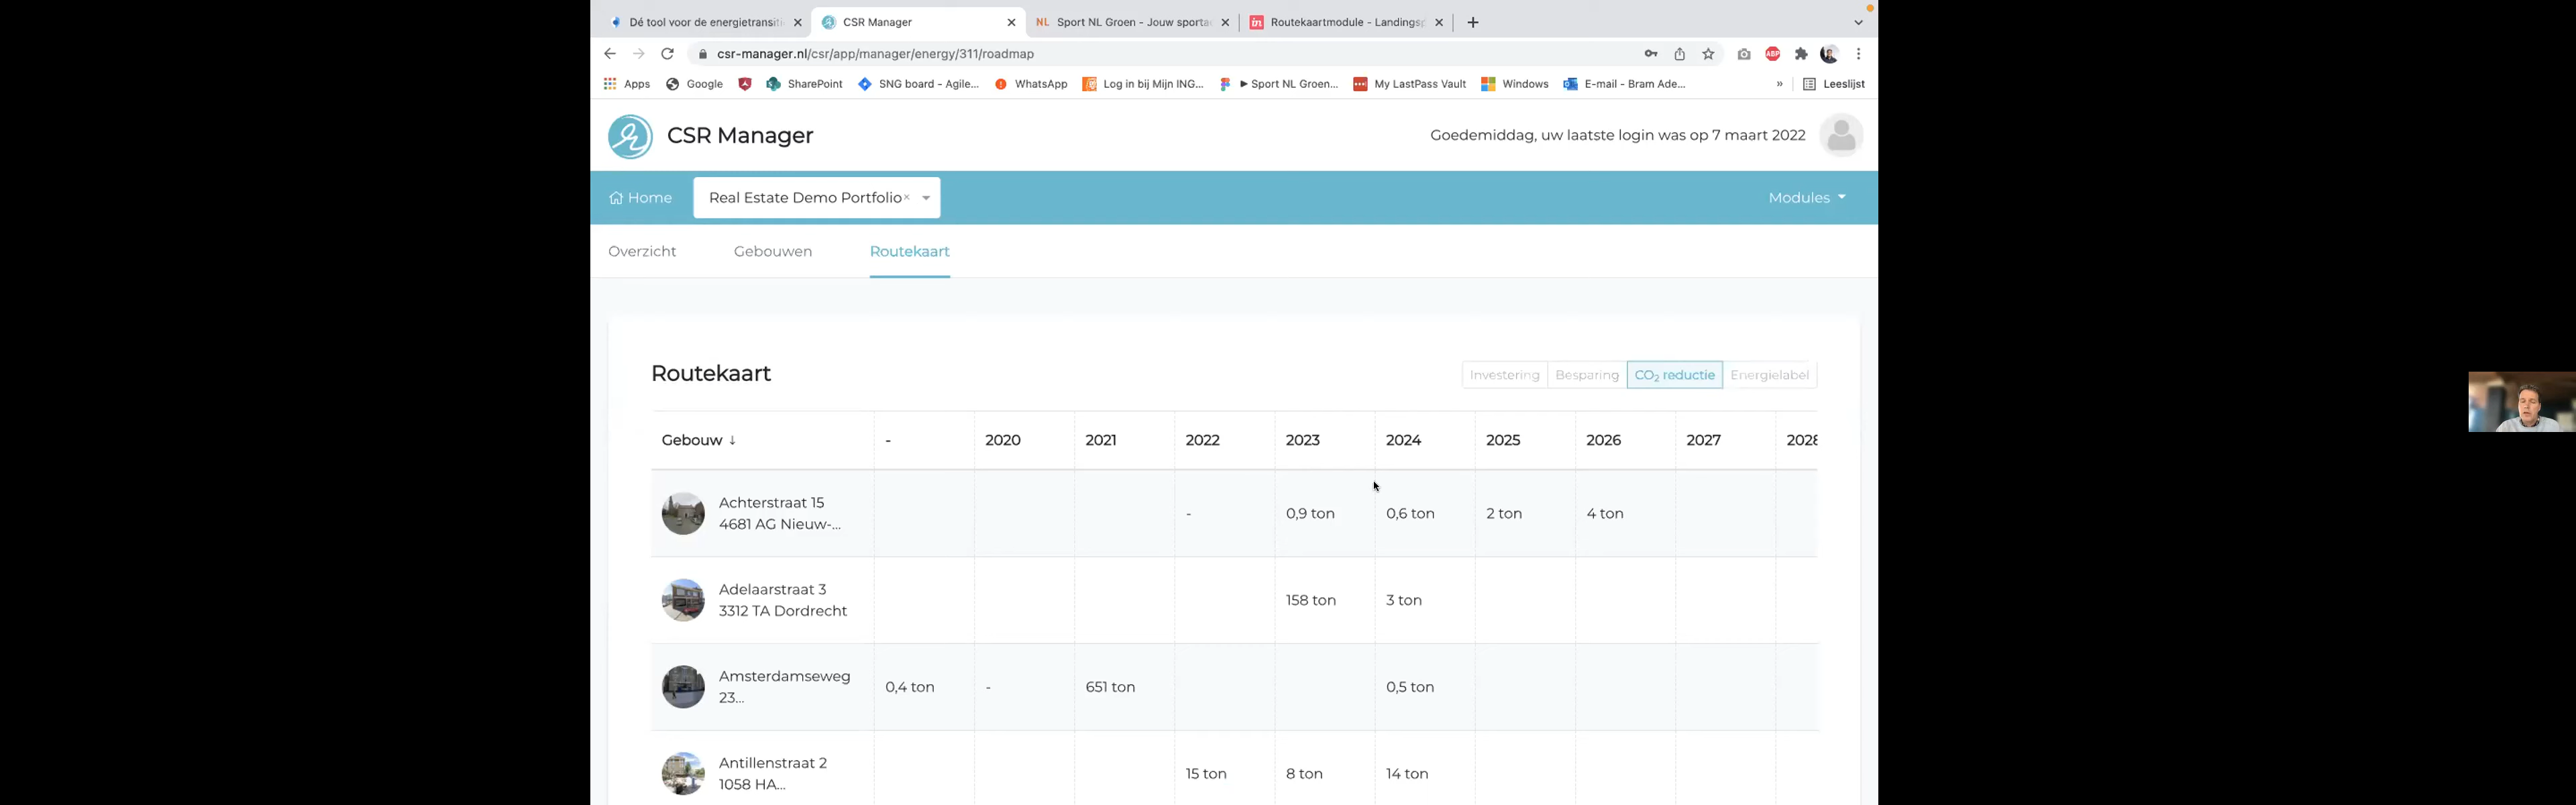 Dé tool voor de energietransiti
CSR Manager
NL Sport NL Groen - Jouw sporta
in Routekaartmodule - Landingsp
csr-manager.nl/csr/app/manager/energy/311/roadmap
ABP
Apps Google SharePoint SNG board - Agile... WhatsApp Log in bij Mijn ING... ► Sport NL Groen... My LastPass Vault Windows E-mail - Bram Ade... » Leeslijst
CSR Manager
Goedemiddag, uw laatste login was op 7 maart 2022
Home Real Estate Demo Portfolio × Modules
Overzicht Gebouwen Routekaart
Routekaart
Investering Besparing CO₂ reductie Energielabel
Gebouw ↓ - 2020 2021 2022 2023 2024 2025 2026 2027 2028
Achterstraat 15
4681 AG Nieuw-...
- 0,9 ton 0,6 ton 2 ton 4 ton
Adelaarstraat 3
3312 TA Dordrecht
158 ton 3 ton
Amsterdamseweg
23...
0,4 ton - 651 ton 0,5 ton
Antillenstraat 2
1058 HA...
15 ton 8 ton 14 ton